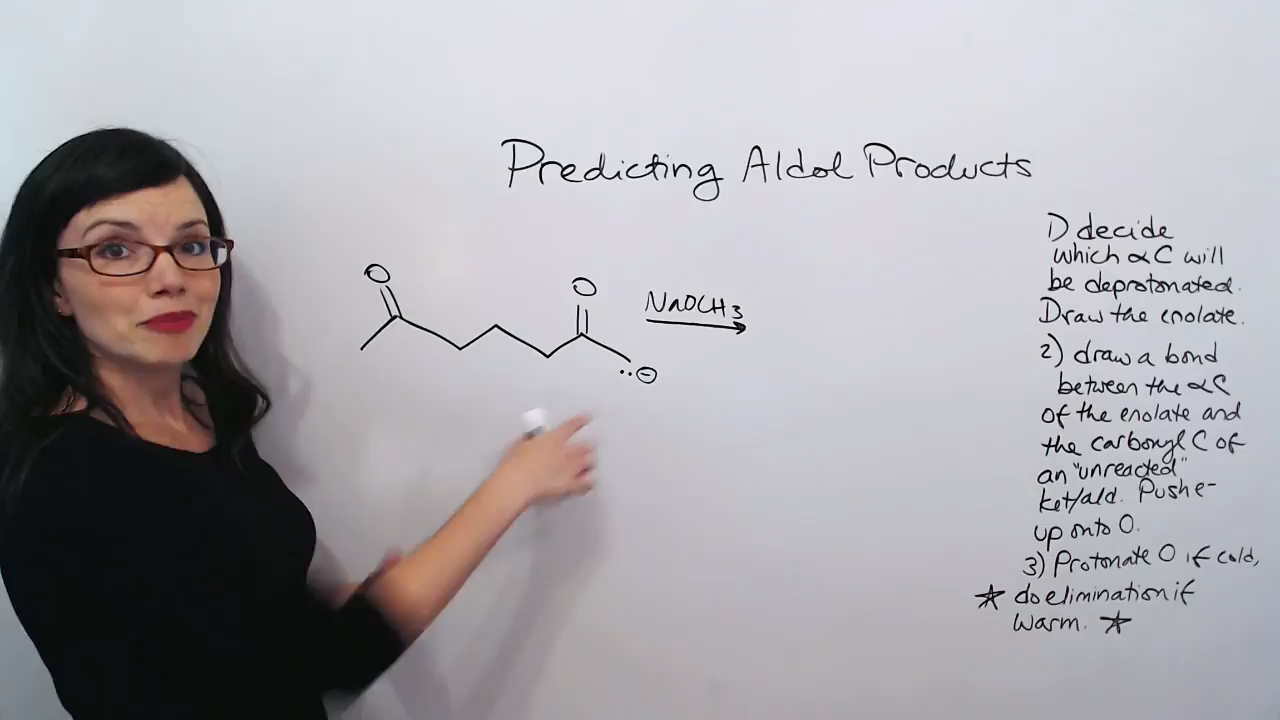 Predicting Aldol Products
1) decide
which αC will
be deprotonated.
Draw the enolate.
2) draw a bond
between the αC
of the enolate and
the carbonyl C of
an "unreacted"
ket/ald. Push e-
up onto O.
3) Protonate O if cold,
★ do elimination if
warm. ★
O
O
NaOCH3
··⊖